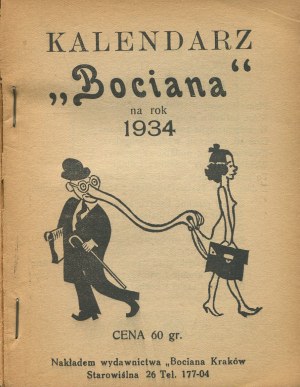 KALENDARZ
„Bociana“
na rok
1934
CENA 60 gr.
Nakładem wydawnictwa „Bociana Kraków
Starowiślna 26 Tel. 177-04